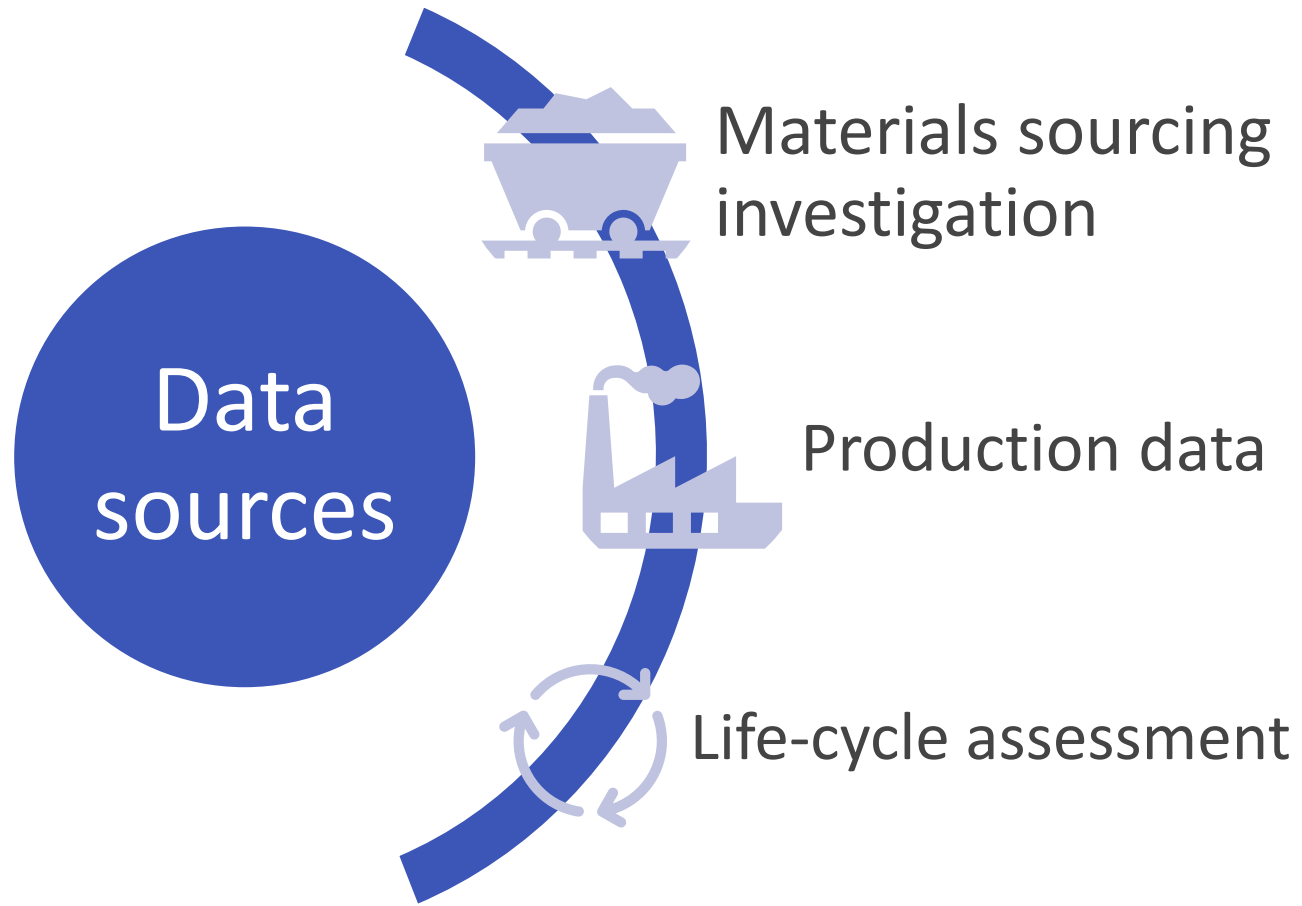 Data
sources
Materials sourcing
investigation
Production data
Life-cycle assessment